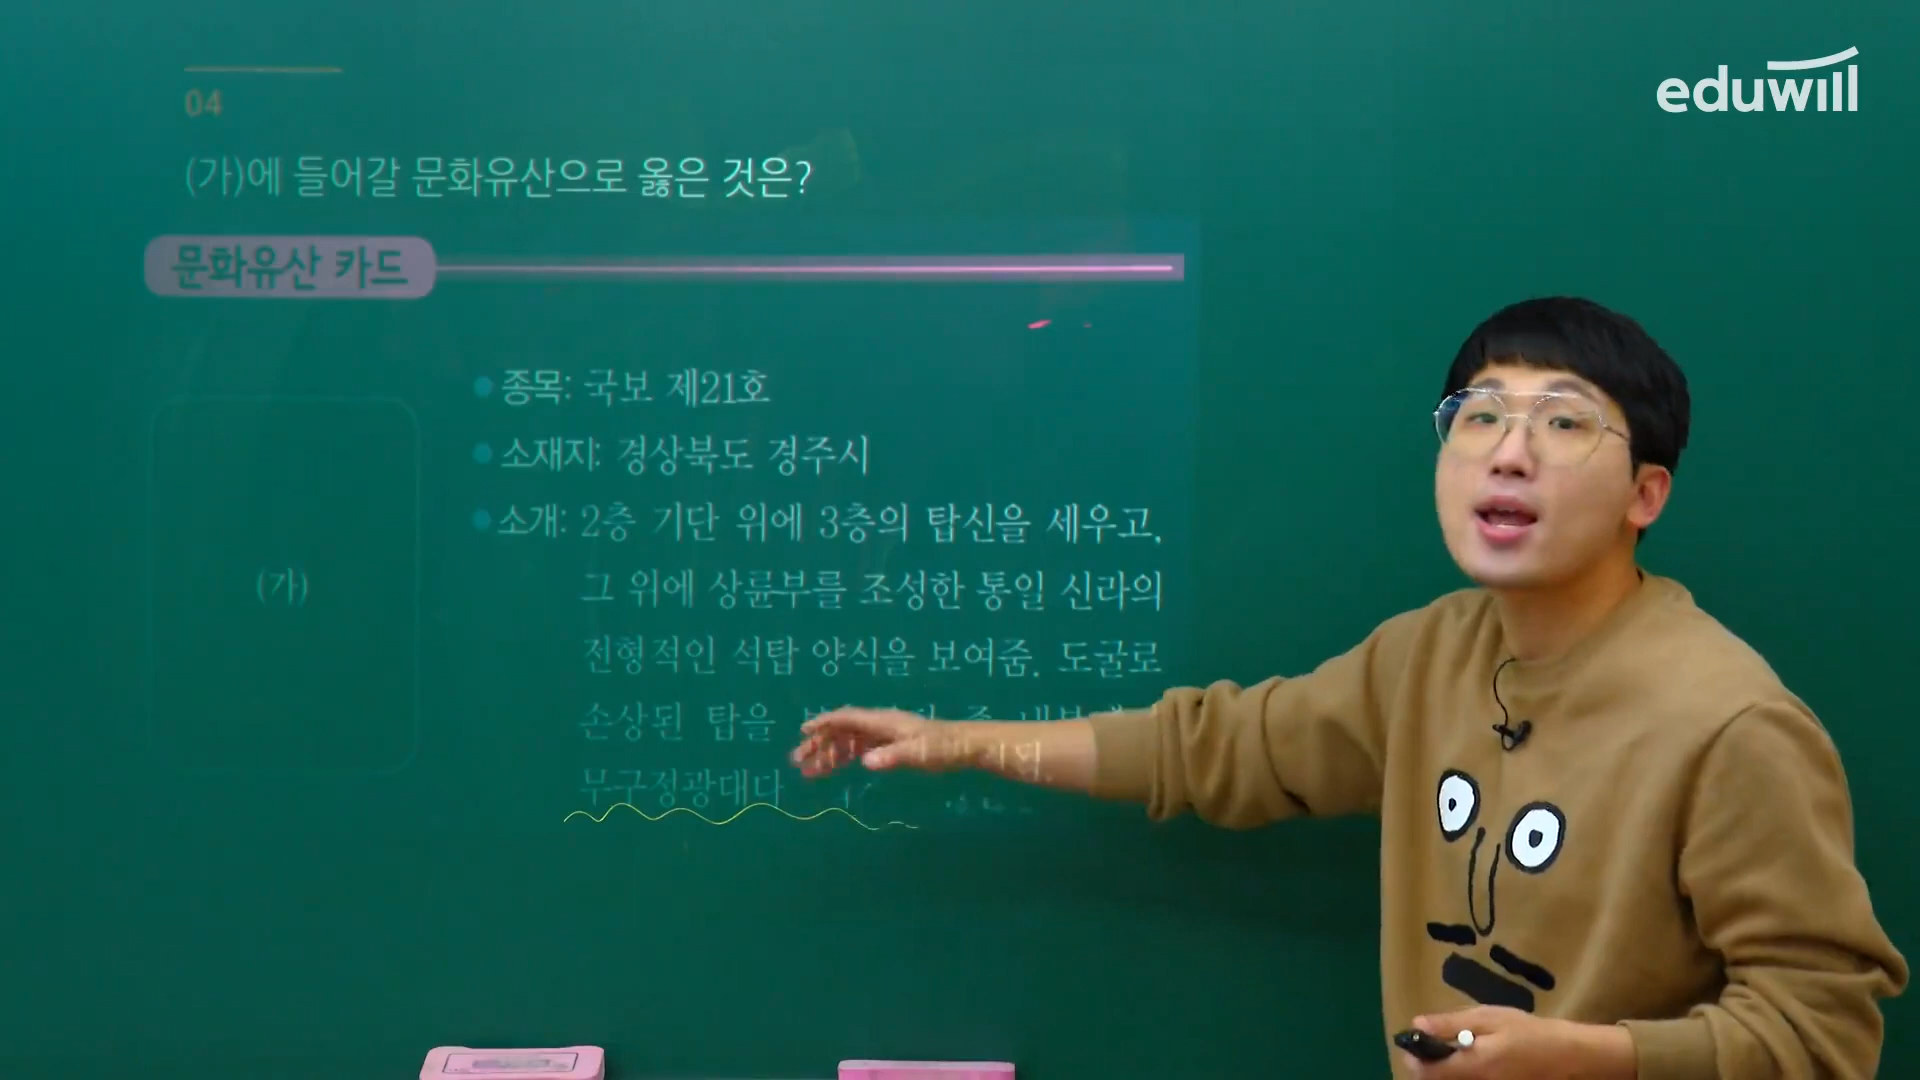 eduwill
04
(가)에 들어갈 문화유산으로 옳은 것은?
문화유산 카드
종목: 국보 제21호
소재지: 경상북도 경주시
소개: 2층 기단 위에 3층의 탑신을 세우고,
그 위에 상륜부를 조성한 통일 신라의
(가)
전형적인 석탑 양식을 보여줌. 도굴로
손상된 탑을
무구정광대다